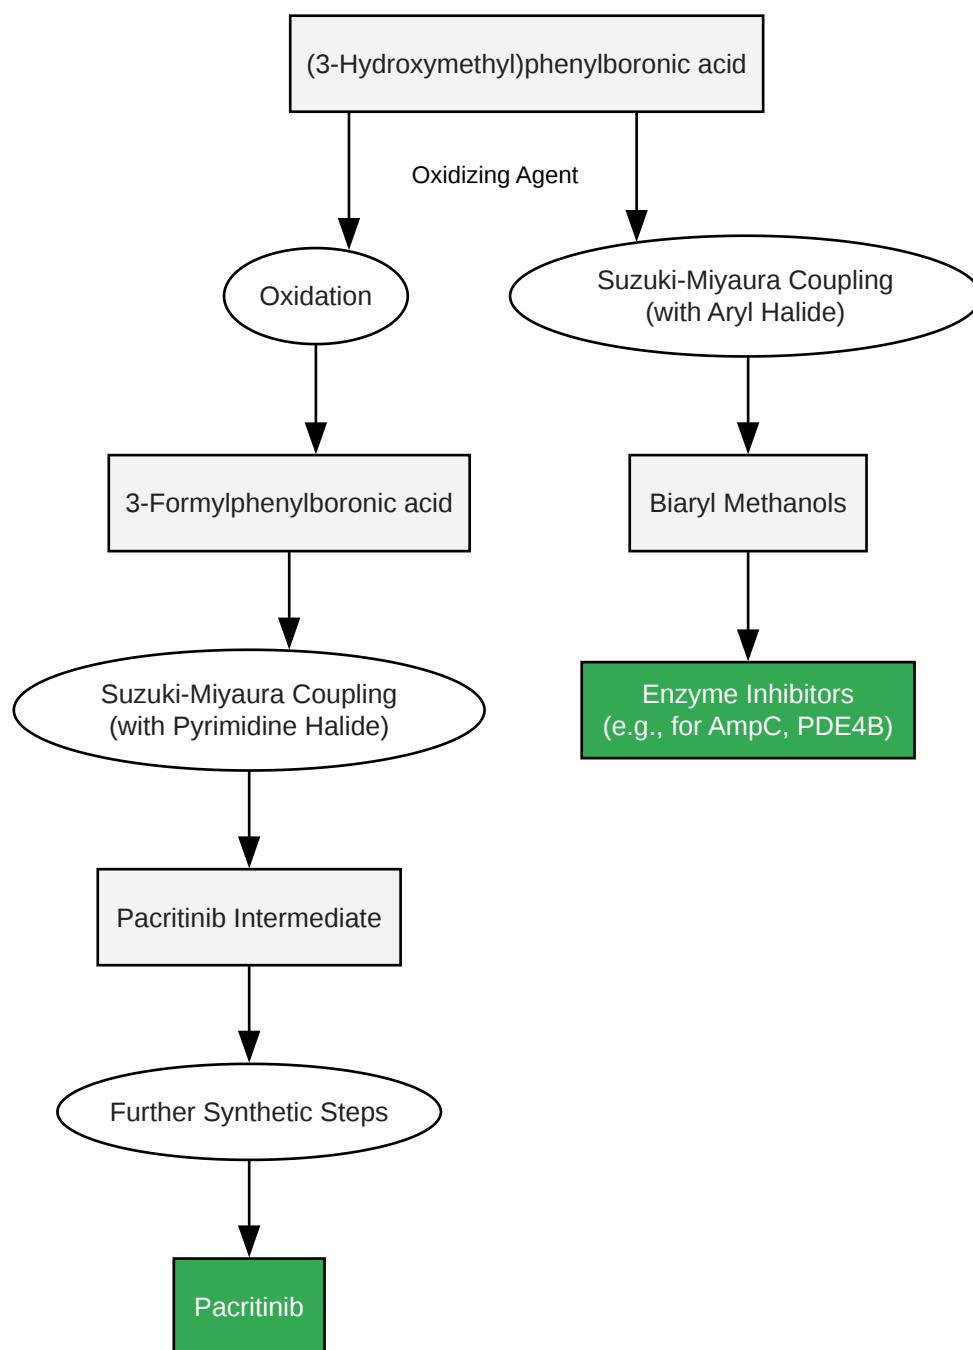 (3-Hydroxymethyl)phenylboronic acid
Oxidizing Agent
Oxidation
Suzuki-Miyaura Coupling
(with Aryl Halide)
3-Formylphenylboronic acid
Biaryl Methanols
Suzuki-Miyaura Coupling
(with Pyrimidine Halide)
Enzyme Inhibitors
(e.g., for AmpC, PDE4B)
Pacritinib Intermediate
Further Synthetic Steps
Pacritinib